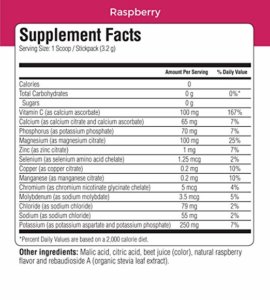 Raspberry
Supplement Facts
Serving Size: 1 Scoop / Stickpack (3.2 g)
Amount Per Serving % Daily Value
Calories 0
Total Carbohydrates 0 g 0%*
Sugars 0 g
Vitamin C (as calcium ascorbate) 100 mg 167%
Calcium (as calcium citrate and calcium ascorbate) 65 mg 7%
Phosphorus (as potassium phosphate) 70 mg 7%
Magnesium (as magnesium citrate) 100 mg 25%
Zinc (as zinc citrate) 1 mg 7%
Selenium (as selenium amino acid chelate) 1.25 mcg 2%
Copper (as copper citrate) 0.2 mg 10%
Manganese (as manganese citrate) 0.2 mg 10%
Chromium (as chromium nicotinate glycinate chelate) 5 mcg 4%
Molybdenum (as sodium molybdate) 3.5 mcg 5%
Chloride (as sodium chloride) 79 mg 2%
Sodium (as sodium chloride) 55 mg 2%
Potassium (as potassium aspartate and potassium phosphate) 250 mg 7%
*Percent Daily Values are based on a 2,000 calorie diet.
Other ingredients: Malic acid, citric acid, beet juice (color), natural raspberry
flavor and rebaudioside A (organic stevia leaf extract).